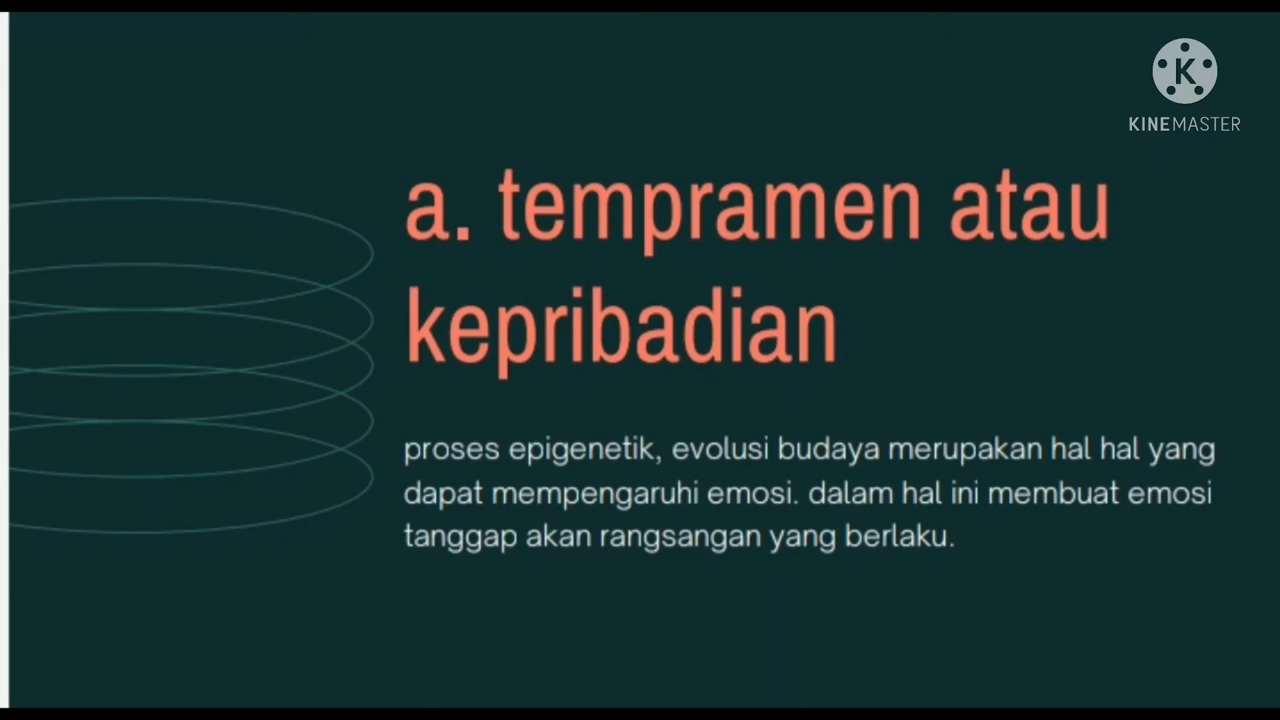 K
KINEMASTER
a. tempramen atau
kepribadian
proses epigenetik, evolusi budaya merupakan hal hal yang
dapat mempengaruhi emosi. dalam hal ini membuat emosi
tanggap akan rangsangan yang berlaku.